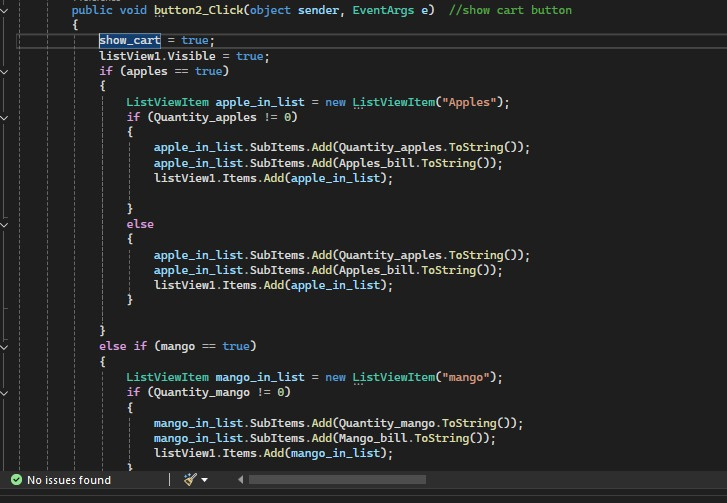 public void button2_Click(object sender, EventArgs e)  //show cart button
{
show_cart = true;
listView1.Visible = true;
if (apples == true)
{
ListViewItem apple_in_list = new ListViewItem("Apples");
if (Quantity_apples != 0)
{
apple_in_list.SubItems.Add(Quantity_apples.ToString());
apple_in_list.SubItems.Add(Apples_bill.ToString());
listView1.Items.Add(apple_in_list);
}
else
{
apple_in_list.SubItems.Add(Quantity_apples.ToString());
apple_in_list.SubItems.Add(Apples_bill.ToString());
listView1.Items.Add(apple_in_list);
}
}
else if (mango == true)
{
ListViewItem mango_in_list = new ListViewItem("mango");
if (Quantity_mango != 0)
{
mango_in_list.SubItems.Add(Quantity_mango.ToString());
mango_in_list.SubItems.Add(Mango_bill.ToString());
listView1.Items.Add(mango_in_list);
}
No issues found